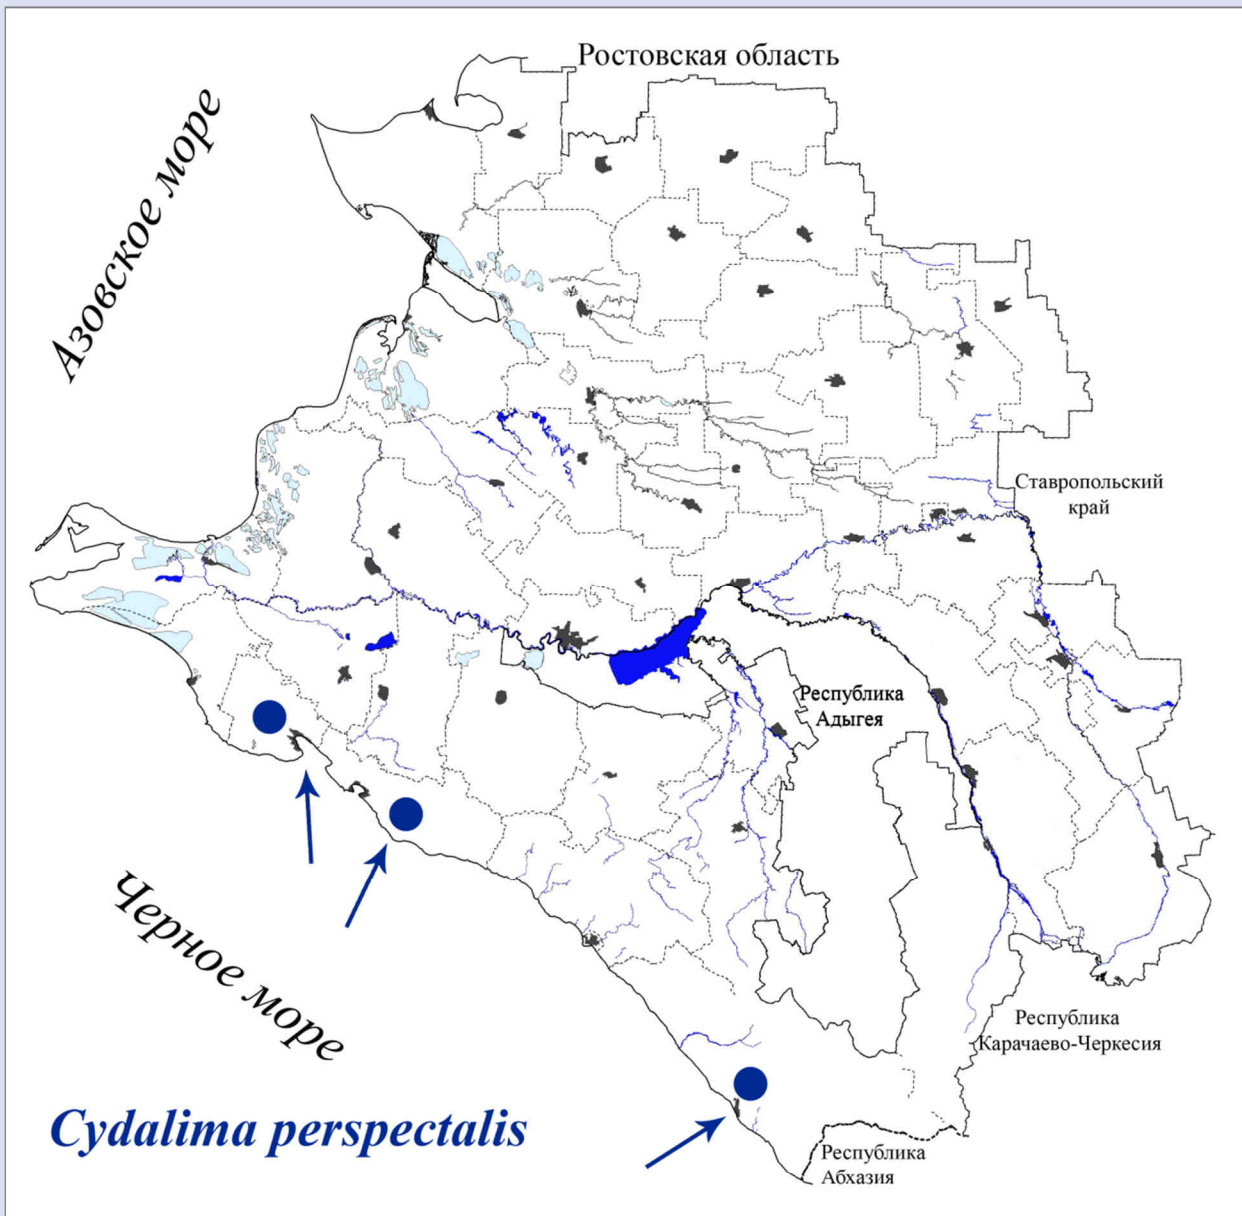 Ростовская область
Азовское море
Ставропольский
край
Республика
Адыгея
Черное море
Республика
Карачаево-Черкесия
Cydalima perspectalis
Республика
Абхазия